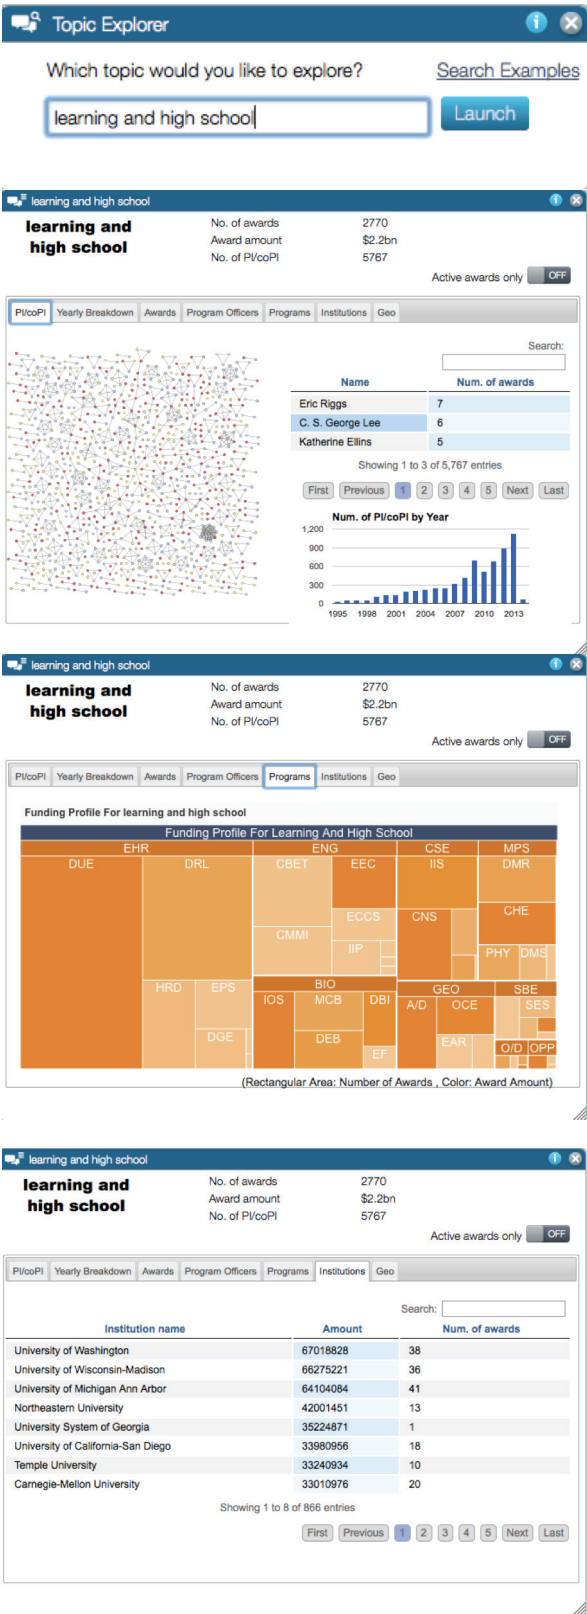 Topic Explorer
Which topic would you like to explore? Search Examples
learning and high school Launch
learning and high school
learning and high school
No. of awards 2770
Award amount $2.2bn
No. of PI/coPI 5767
Active awards only OFF
PI/coPI Yearly Breakdown Awards Program Officers Programs Institutions Geo
Search:
Name Num. of awards
Eric Riggs 7
C. S. George Lee 6
Katherine Ellins 5
Showing 1 to 3 of 5,767 entries
First Previous 1 2 3 4 5 Next Last
Num. of PI/coPI by Year
1,200
900
600
300
0
1995 1998 2001 2004 2007 2010 2013
learning and high school
learning and high school
No. of awards 2770
Award amount $2.2bn
No. of PI/coPI 5767
Active awards only OFF
PI/coPI Yearly Breakdown Awards Program Officers Programs Institutions Geo
Funding Profile For learning and high school
Funding Profile For Learning And High School
EHR ENG CSE MPS
DUE DRL CBET EEC IIS DMR
ECCS CNS CHE
CMMI IIP PHY DMS
HRD EPS BIO GEO SBE
IOS MCB DBI A/D OCE SES
DGE DEB EF EAR O/D OPP
(Rectangular Area: Number of Awards , Color: Award Amount)
learning and high school
learning and high school
No. of awards 2770
Award amount $2.2bn
No. of PI/coPI 5767
Active awards only OFF
PI/coPI Yearly Breakdown Awards Program Officers Programs Institutions Geo
Search:
Institution name Amount Num. of awards
University of Washington 67018828 38
University of Wisconsin-Madison 66275221 36
University of Michigan Ann Arbor 64104084 41
Northeastern University 42001451 13
University System of Georgia 35224871 1
University of California-San Diego 33980956 18
Temple University 33240934 10
Carnegie-Mellon University 33010976 20
Showing 1 to 8 of 866 entries
First Previous 1 2 3 4 5 Next Last